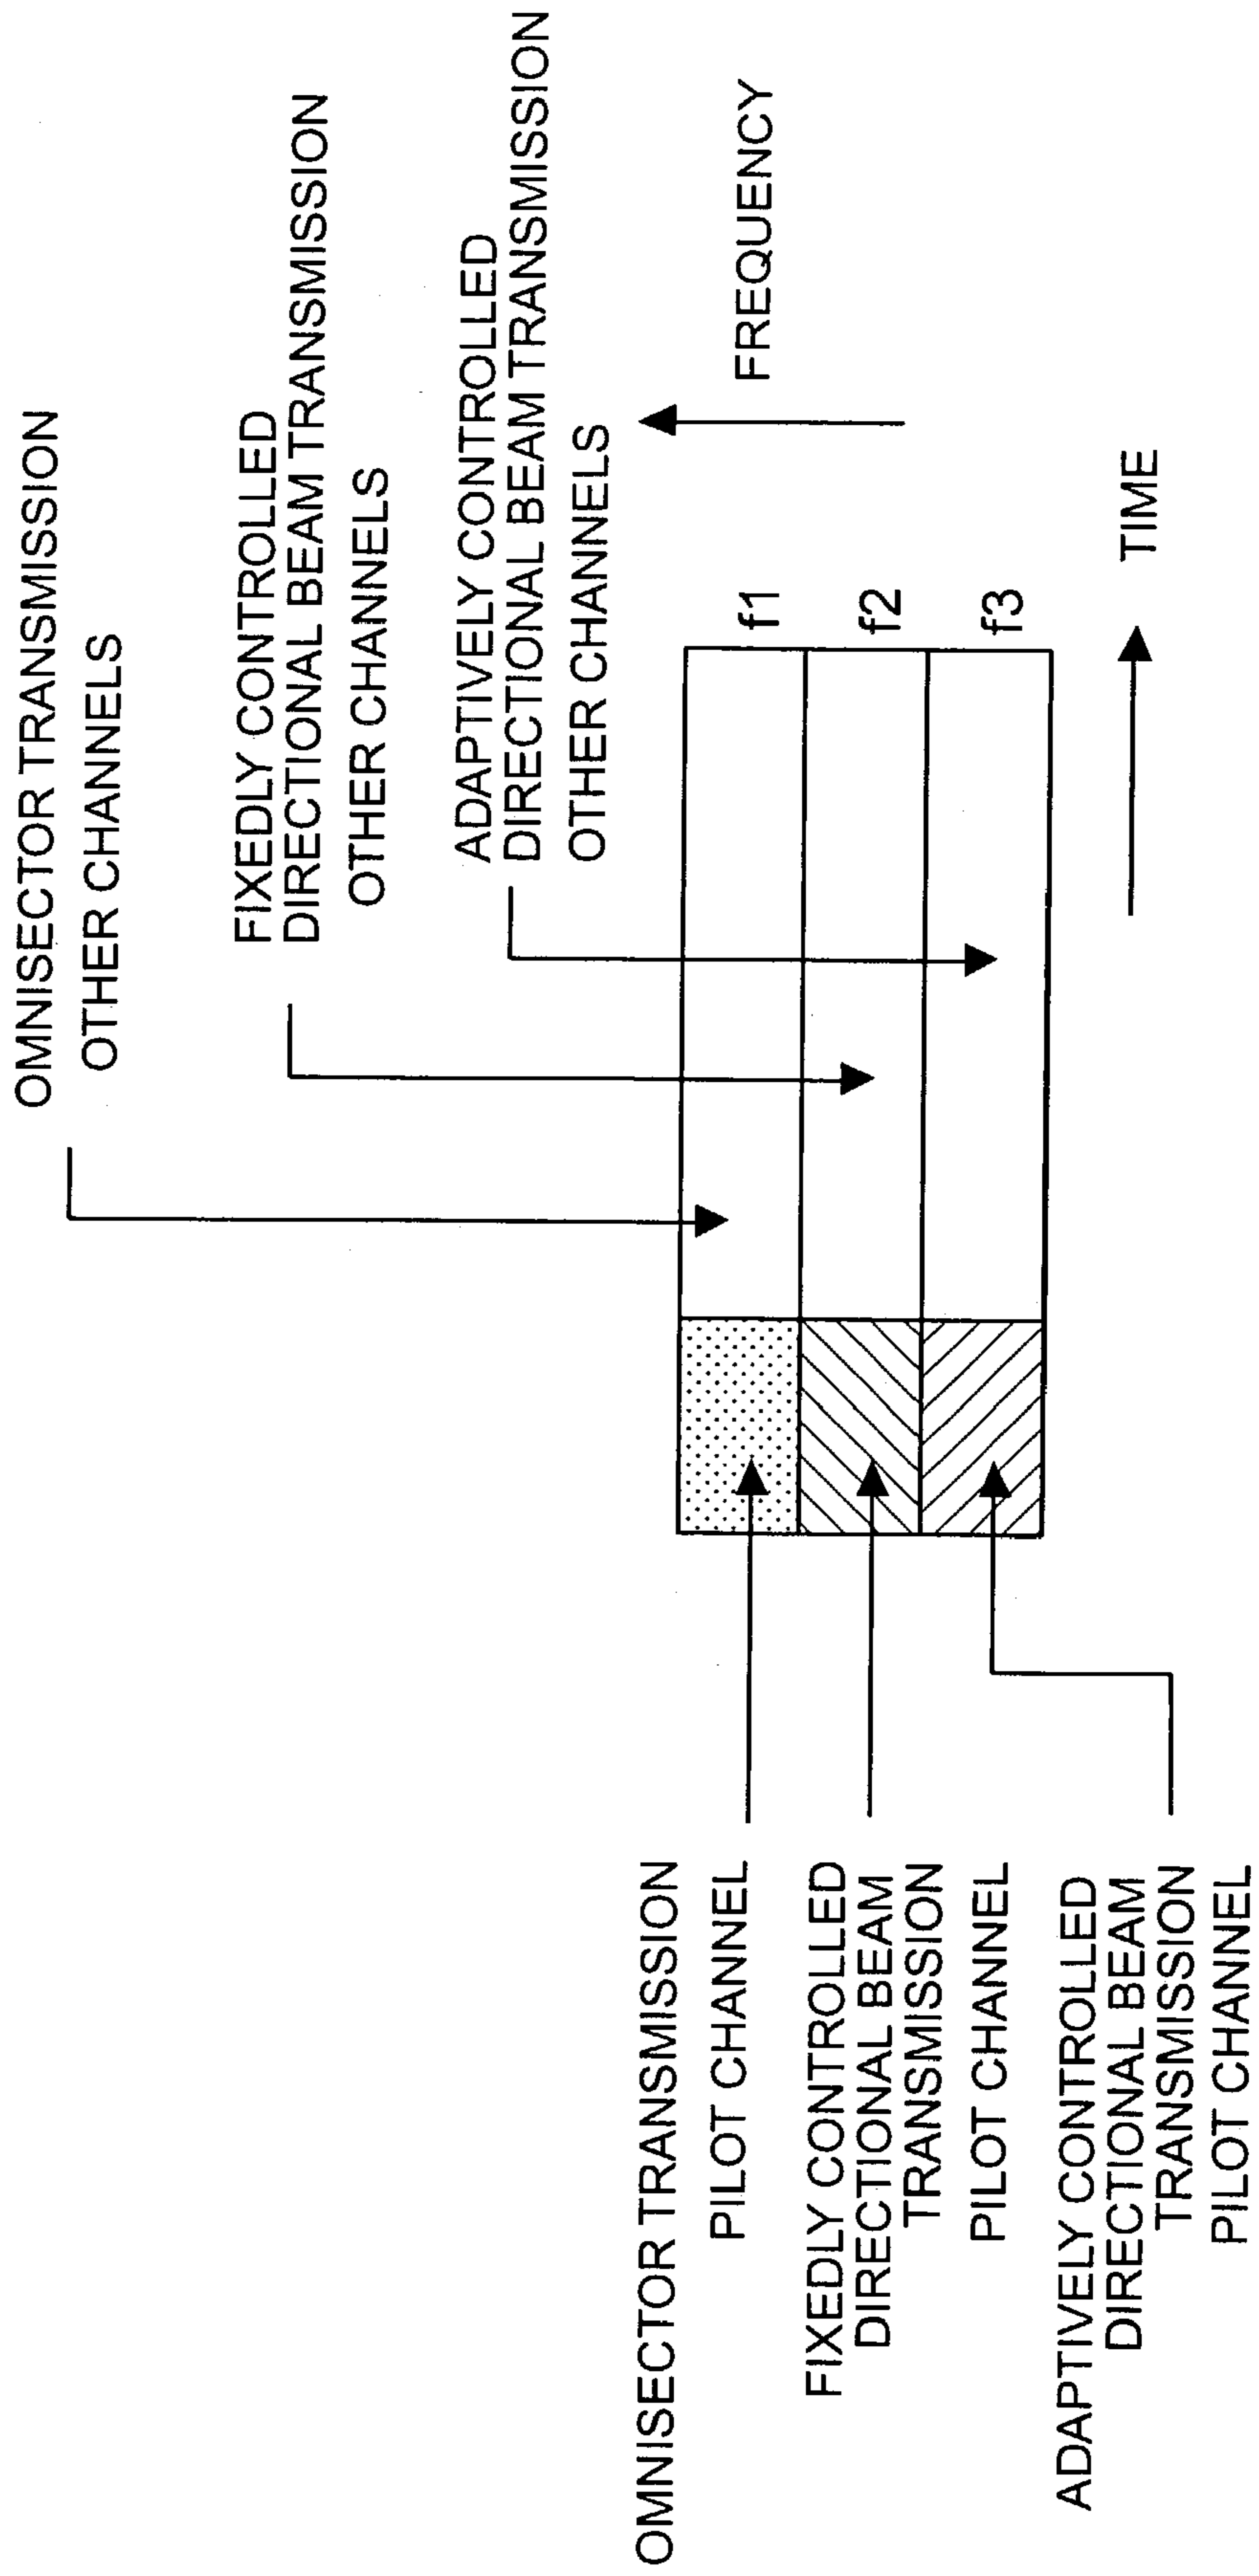 OMNISECTOR TRANSMISSION
OTHER CHANNELS
FIXEDLY CONTROLLED
DIRECTIONAL BEAM TRANSMISSION
OTHER CHANNELS
ADAPTIVELY CONTROLLED
DIRECTIONAL BEAM TRANSMISSION
OTHER CHANNELS
OMNISECTOR TRANSMISSION
PILOT CHANNEL
FIXEDLY CONTROLLED
DIRECTIONAL BEAM
TRANSMISSION
PILOT CHANNEL
ADAPTIVELY CONTROLLED
DIRECTIONAL BEAM
TRANSMISSION
PILOT CHANNEL
f1
f2
f3
FREQUENCY
TIME